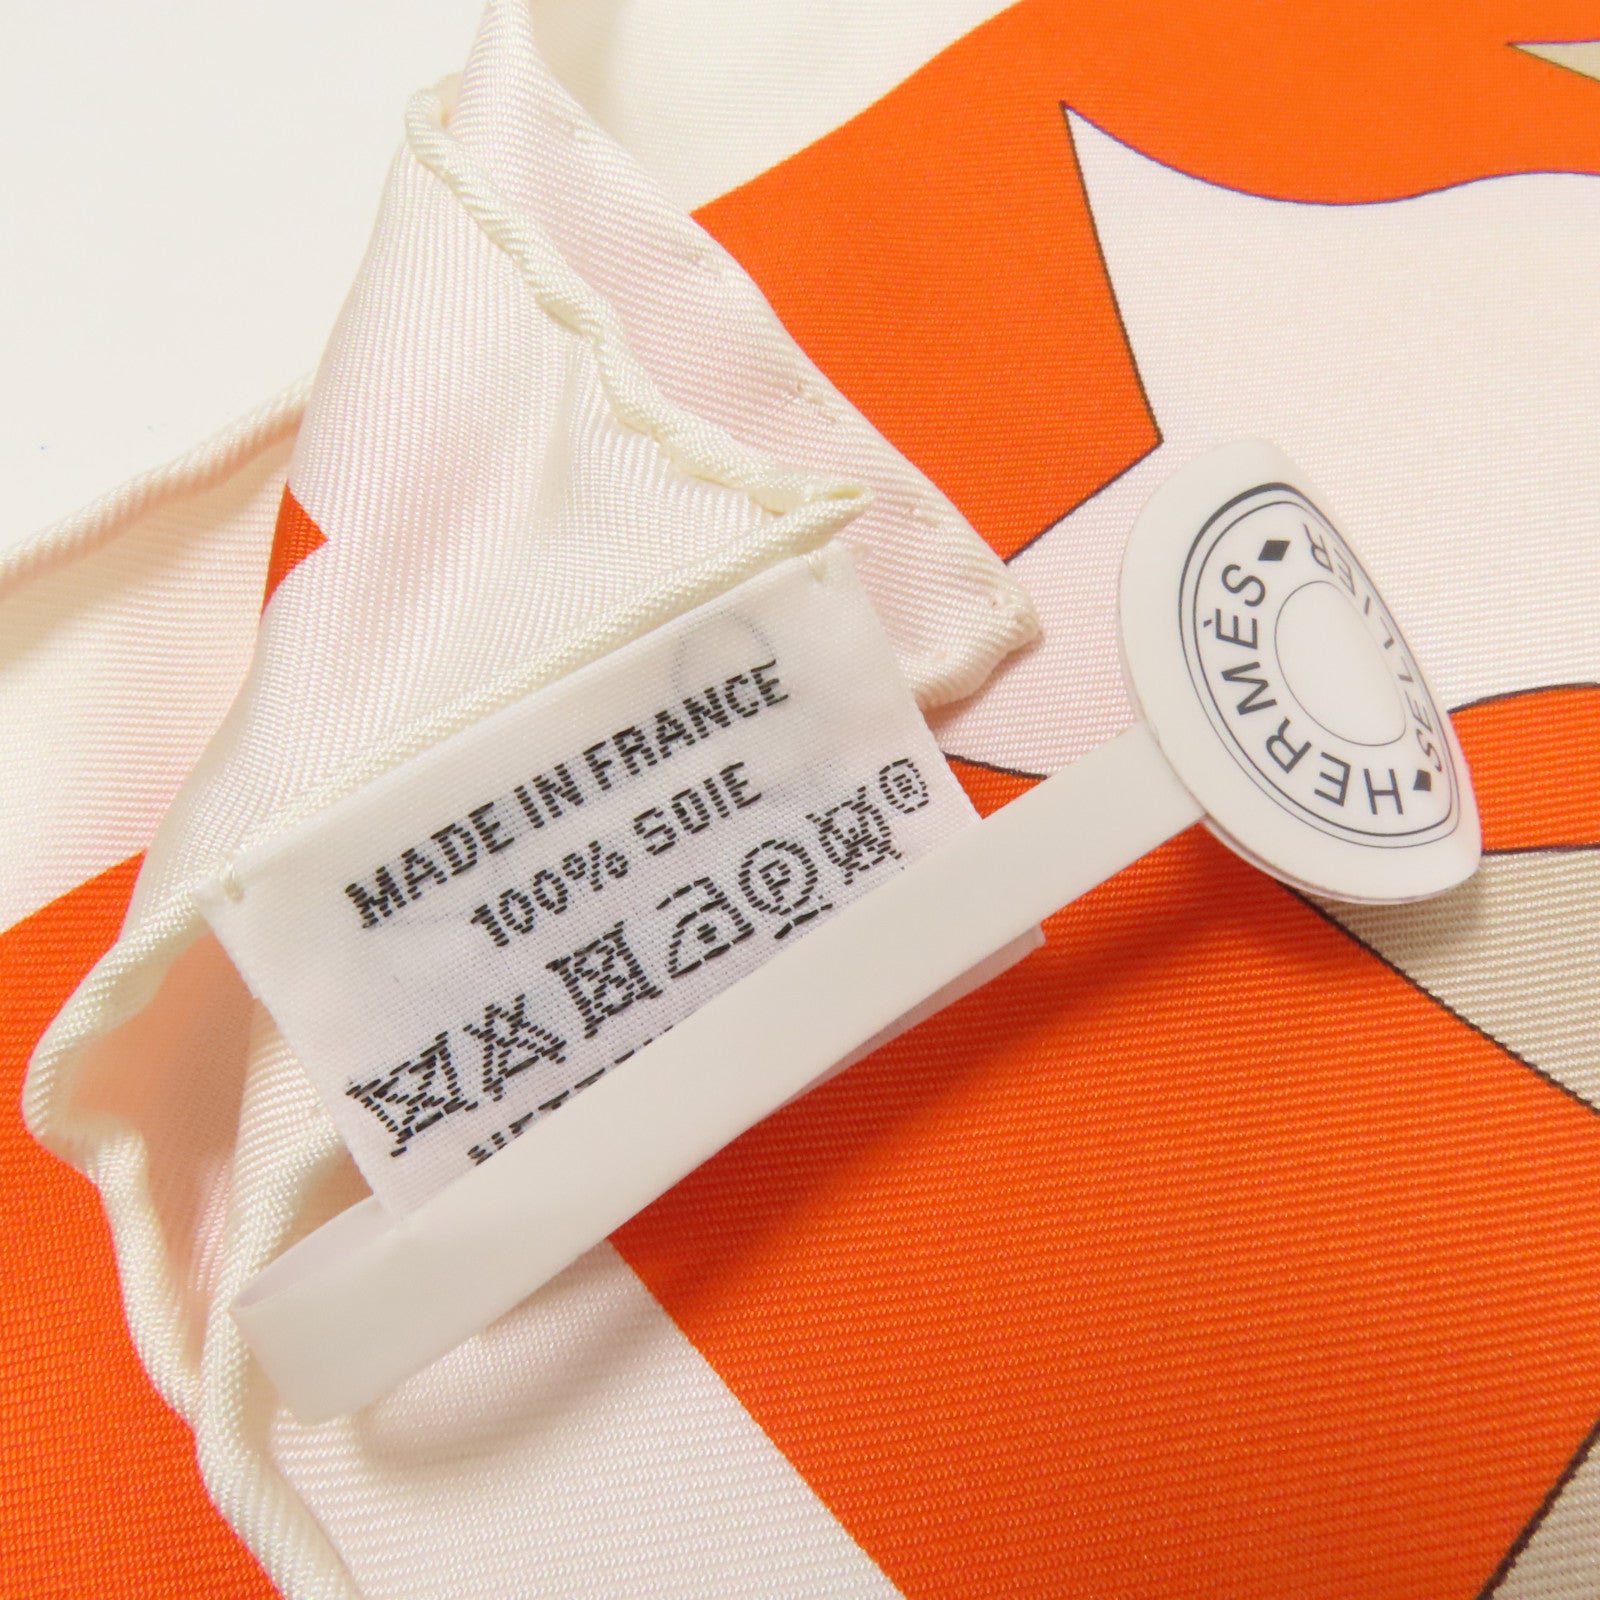 MADE IN FRANCE
100% SOIE
®
HERMÈS
SELLIER